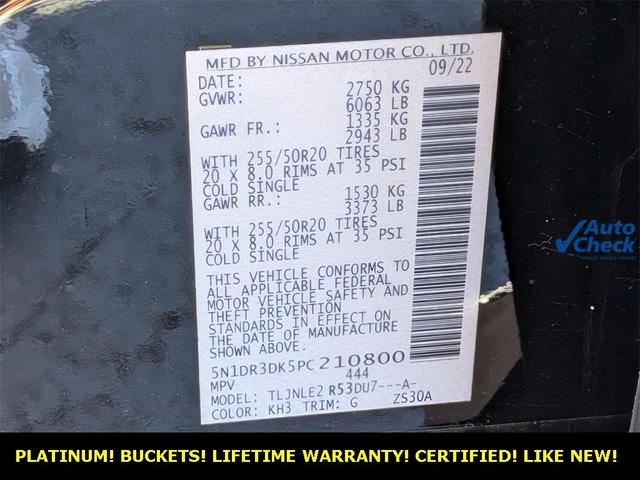 MFD BY NISSAN MOTOR CO., LTD.
DATE: 09/22
GVWR: 2750 KG
6063 LB
GAWR FR.: 1335 KG
2943 LB
WITH 255/50R20 TIRES
20 X 8.0 RIMS AT 35 PSI
COLD SINGLE
GAWR RR.: 1530 KG
3373 LB
WITH 255/50R20 TIRES
20 X 8.0 RIMS AT 35 PSI
COLD SINGLE
THIS VEHICLE CONFORMS TO
ALL APPLICABLE FEDERAL
MOTOR VEHICLE SAFETY AND
THEFT PREVENTION
STANDARDS IN EFFECT ON
THE DATE OF MANUFACTURE
SHOWN ABOVE.
5N1DR3DK5PC210800
MPV 444
MODEL: TLJNLE2 R53DU7---A-
COLOR: KH3 TRIM: G ZS30A
Auto
Check
vehicle history reports
PLATINUM! BUCKETS! LIFETIME WARRANTY! CERTIFIED! LIKE NEW!